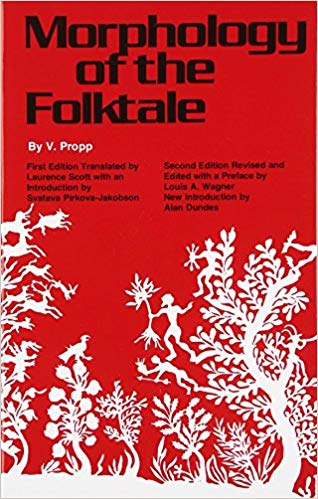 Morphology
of the
Folktale
By V. Propp
First Edition Translated by
Laurence Scott with an
Introduction by
Svatava Pirkova-Jakobson
Second Edition Revised and
Edited with a Preface by
Louis A. Wagner
New Introduction by
Alan Dundes